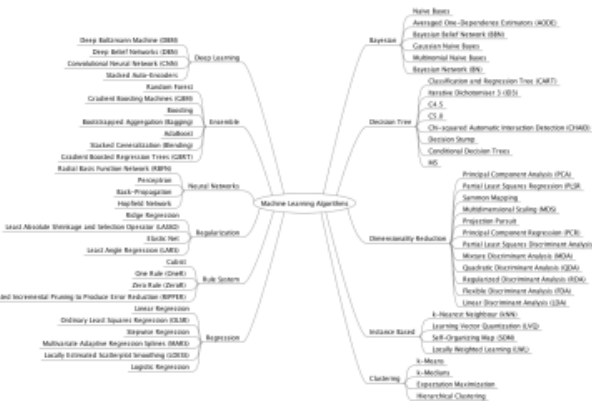 Machine Learning Algorithms
Deep Learning
Deep Boltzmann Machine (DBM)
Deep Belief Networks (DBN)
Convolutional Neural Network (CNN)
Stacked Auto-Encoders
Ensemble
Random Forest
Gradient Boosting Machines (GBM)
Boosting
Bootstrapped Aggregation (Bagging)
AdaBoost
Stacked Generalization (Blending)
Gradient Boosted Regression Trees (GBRT)
Neural Networks
Radial Basis Function Network (RBFN)
Perceptron
Back-Propagation
Hopfield Network
Regularization
Ridge Regression
Least Absolute Shrinkage and Selection Operator (LASSO)
Elastic Net
Least Angle Regression (LARS)
Rule System
Cubist
One Rule (OneR)
Zero Rule (ZeroR)
ted Incremental Pruning to Produce Error Reduction (RIPPER)
Regression
Linear Regression
Ordinary Least Squares Regression (OLSR)
Stepwise Regression
Multivariate Adaptive Regression Splines (MARS)
Locally Estimated Scatterplot Smoothing (LOESS)
Logistic Regression
Bayesian
Naive Bayes
Averaged One-Dependence Estimators (AODE)
Bayesian Belief Network (BBN)
Gaussian Naive Bayes
Multinomial Naive Bayes
Bayesian Network (BN)
Decision Tree
Classification and Regression Tree (CART)
Iterative Dichotomiser 3 (ID3)
C4.5
C5.0
Chi-squared Automatic Interaction Detection (CHAID)
Decision Stump
Conditional Decision Trees
M5
Dimensionality Reduction
Principal Component Analysis (PCA)
Partial Least Squares Regression (PLSR
Sammon Mapping
Multidimensional Scaling (MDS)
Projection Pursuit
Principal Component Regression (PCR)
Partial Least Squares Discriminant Analysis
Mixture Discriminant Analysis (MDA)
Quadratic Discriminant Analysis (QDA)
Regularized Discriminant Analysis (RDA)
Flexible Discriminant Analysis (FDA)
Linear Discriminant Analysis (LDA)
Instance Based
k-Nearest Neighbour (kNN)
Learning Vector Quantization (LVQ)
Self-Organizing Map (SOM)
Locally Weighted Learning (LWL)
Clustering
k-Means
k-Medians
Expectation Maximization
Hierarchical Clustering